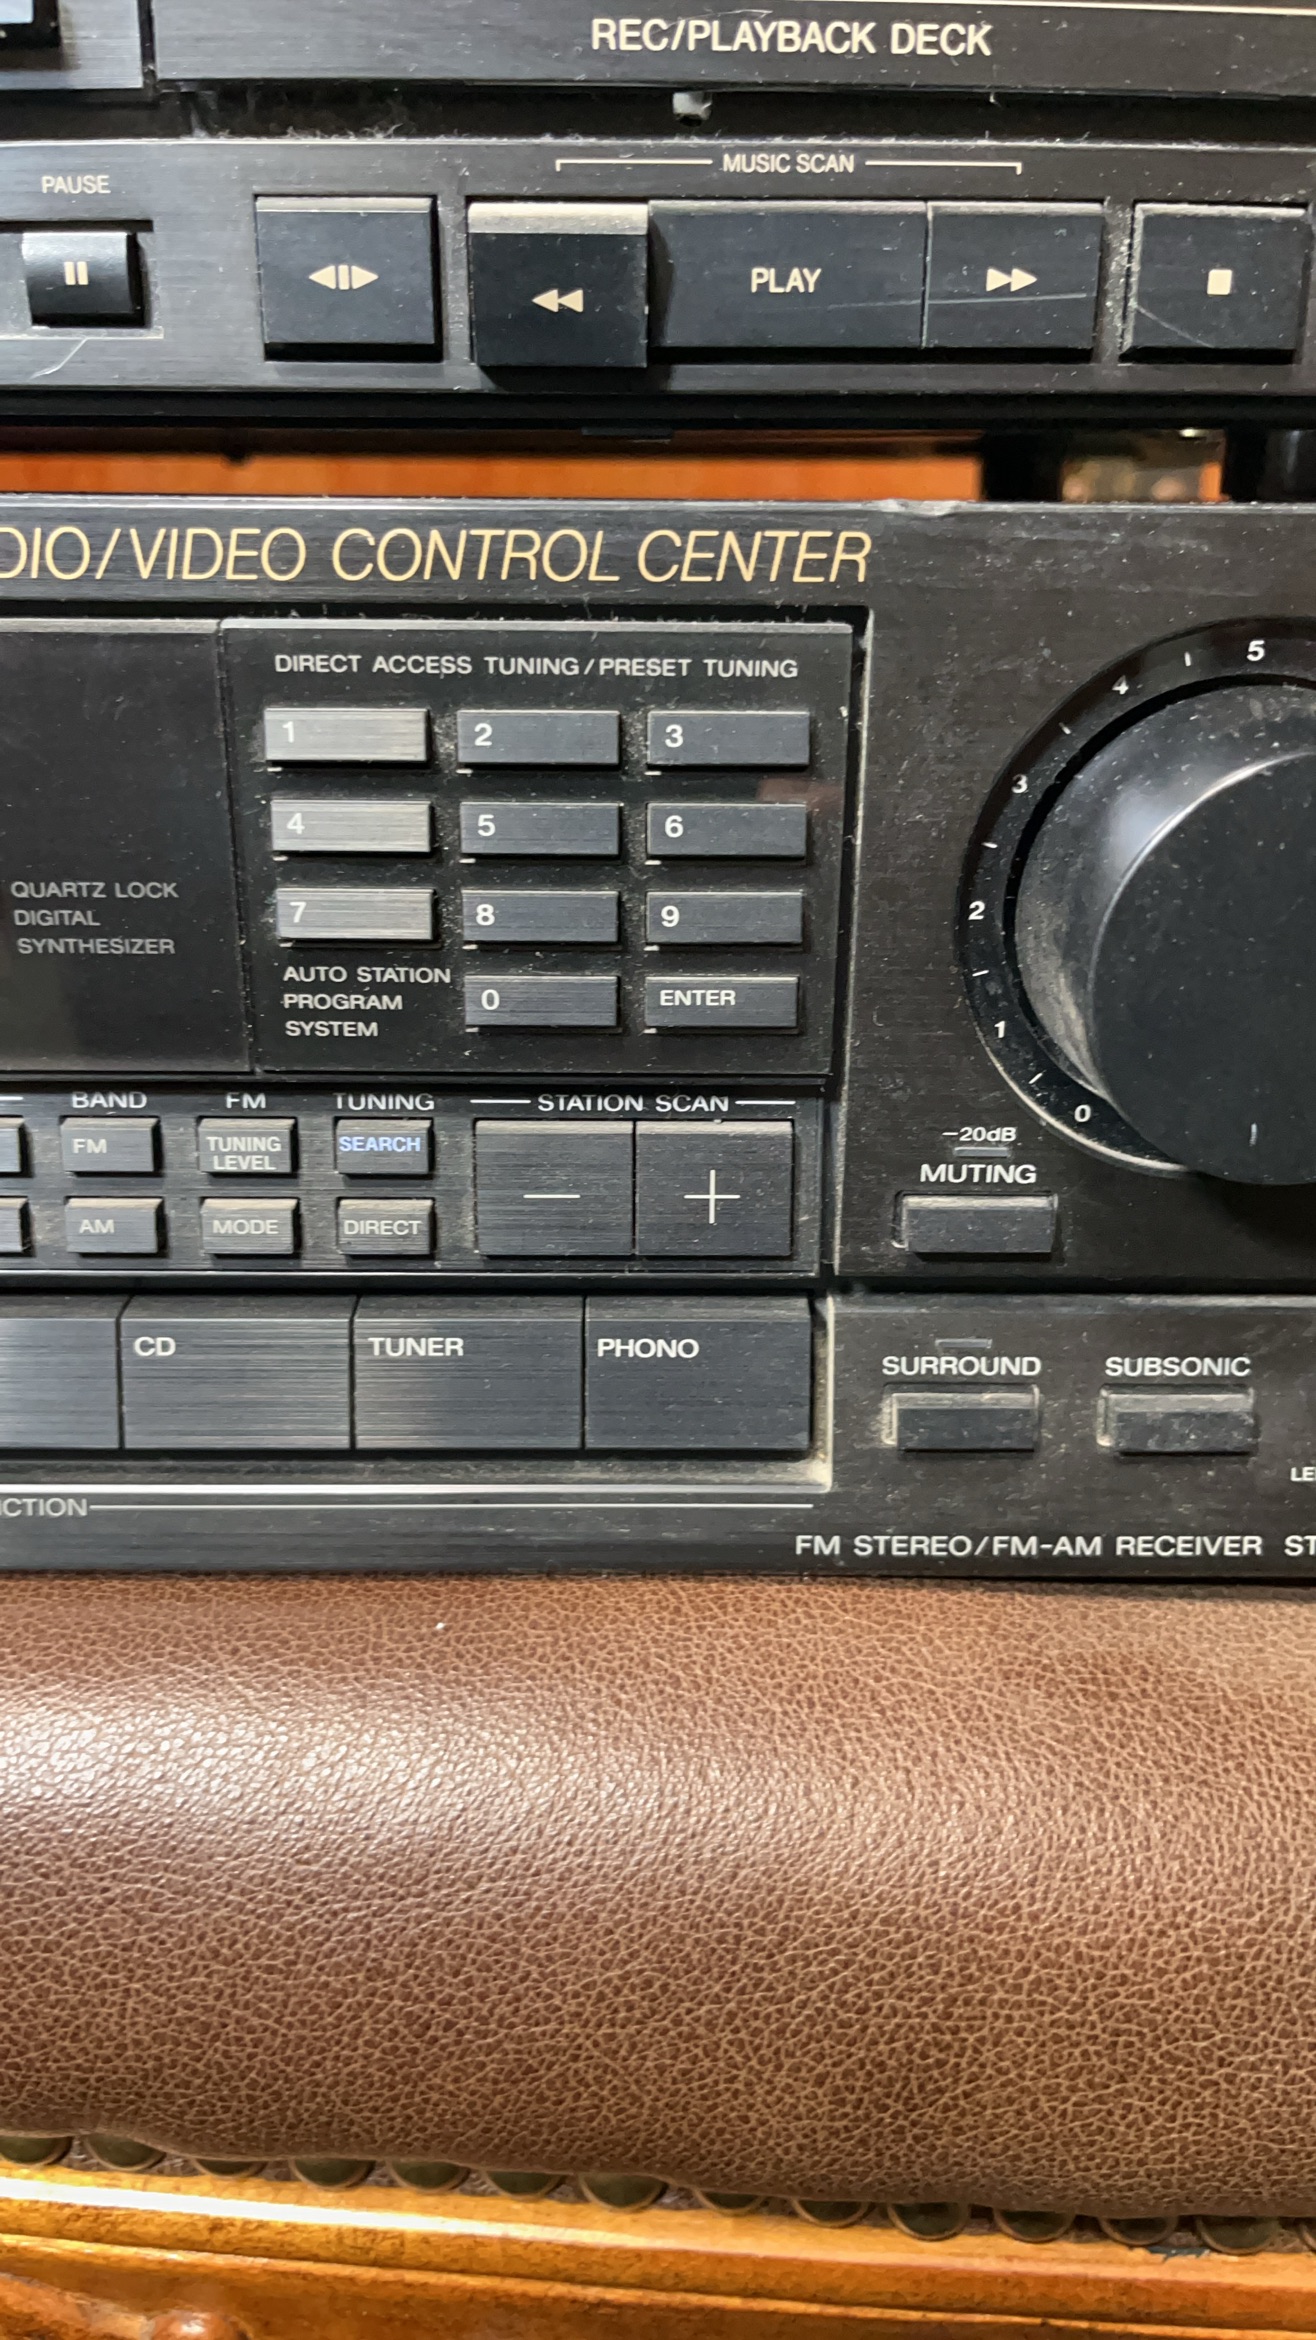 REC/PLAYBACK DECK
MUSIC SCAN
PAUSE
PLAY
DIO/VIDEO CONTROL CENTER
DIRECT ACCESS TUNING/PRESET TUNING
1 2 3
4 5 6
7 8 9
0 ENTER
AUTO STATION
PROGRAM
SYSTEM
QUARTZ LOCK
DIGITAL
SYNTHESIZER
5
4
3
2
1
0
BAND FM TUNING STATION SCAN
FM TUNING LEVEL SEARCH
AM MODE DIRECT
-20dB
MUTING
CD TUNER PHONO
SURROUND SUBSONIC
LE
CTION
FM STEREO/FM-AM RECEIVER ST